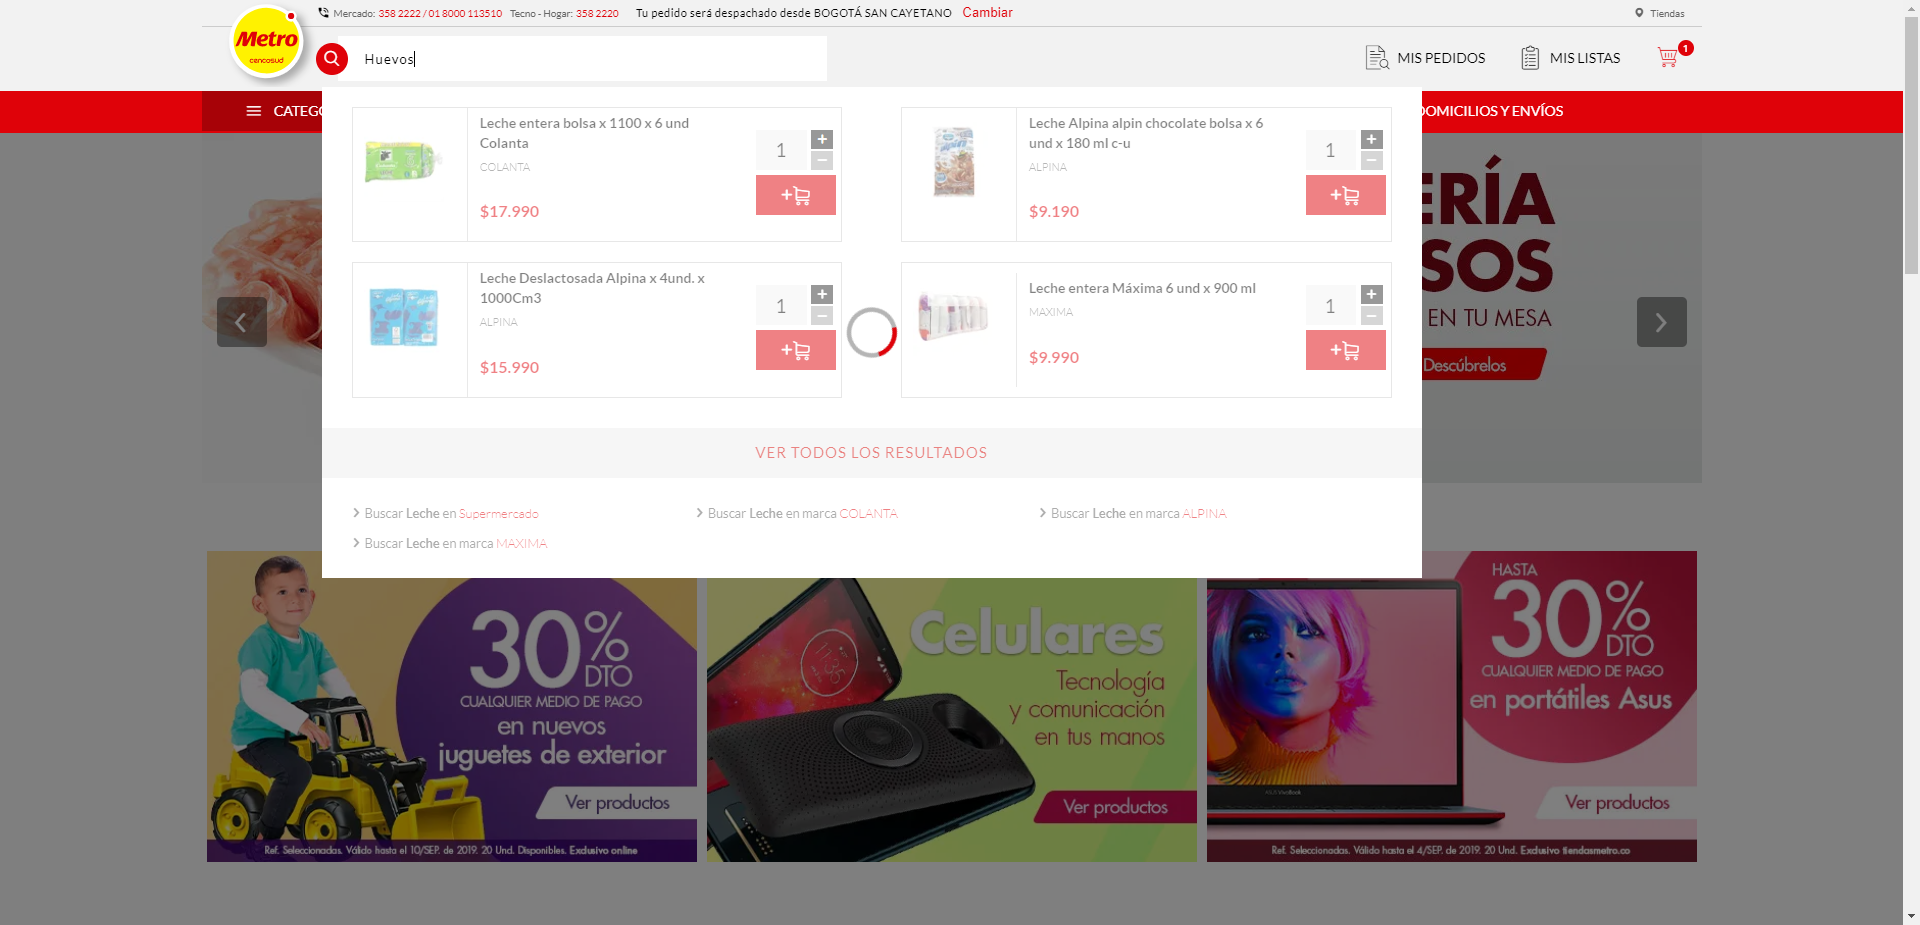 Mercado: 358 2222 / 01 8000 113510 Tecno - Hogar: 358 2220 Tu pedido será despachado desde BOGOTÁ SAN CAYETANO Cambiar Tiendas
Metro
cencosud
Huevos
MIS PEDIDOS MIS LISTAS 1
CATEGO
DOMICILIOS Y ENVÍOS
Leche entera bolsa x 1100 x 6 und
Colanta
COLANTA
$17.990
1
Leche Alpina alpin chocolate bolsa x 6
und x 180 ml c-u
ALPINA
$9.190
1
Leche Deslactosada Alpina x 4und. x
1000Cm3
ALPINA
$15.990
1
Leche entera Máxima 6 und x 900 ml
MAXIMA
$9.990
1
ERÍA
SOS
EN TU MESA
Descúbrelos
VER TODOS LOS RESULTADOS
Buscar Leche en Supermercado
Buscar Leche en marca COLANTA
Buscar Leche en marca ALPINA
Buscar Leche en marca MAXIMA
30%
DTO
CUALQUIER MEDIO DE PAGO
en nuevos
juguetes de exterior
Ver productos
Ref. Seleccionadas. Válido hasta el 10/SEP. de 2019. 20 Und. Disponibles. Exclusivo online
11:35
Celulares
Tecnología
y comunicación
en tus manos
Ver productos
HASTA
30%
DTO
CUALQUIER MEDIO DE PAGO
en portátiles Asus
Ver productos
Ref. Seleccionadas. Válido hasta el 4/SEP. de 2019. 20 Und. Exclusivo tiendasmetro.co